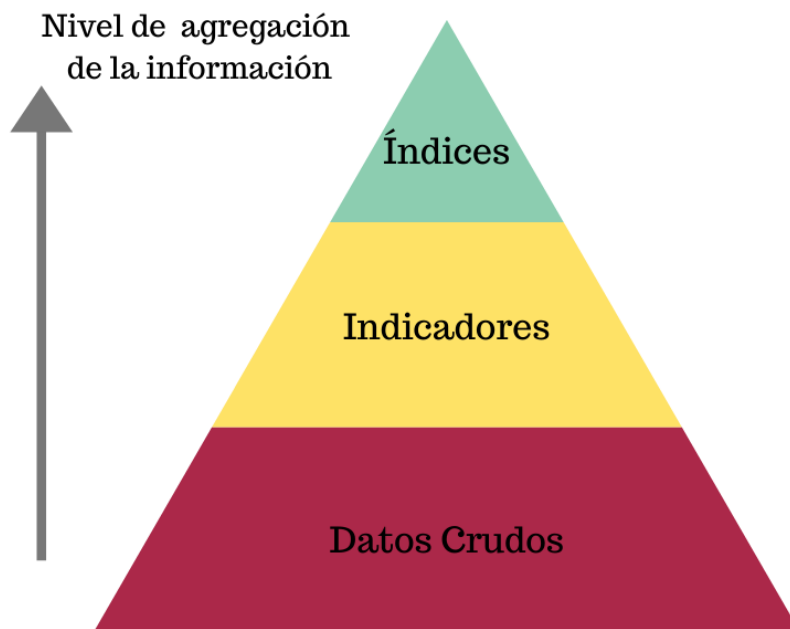 Nivel de agregación
de la información
Índices
Indicadores
Datos Crudos